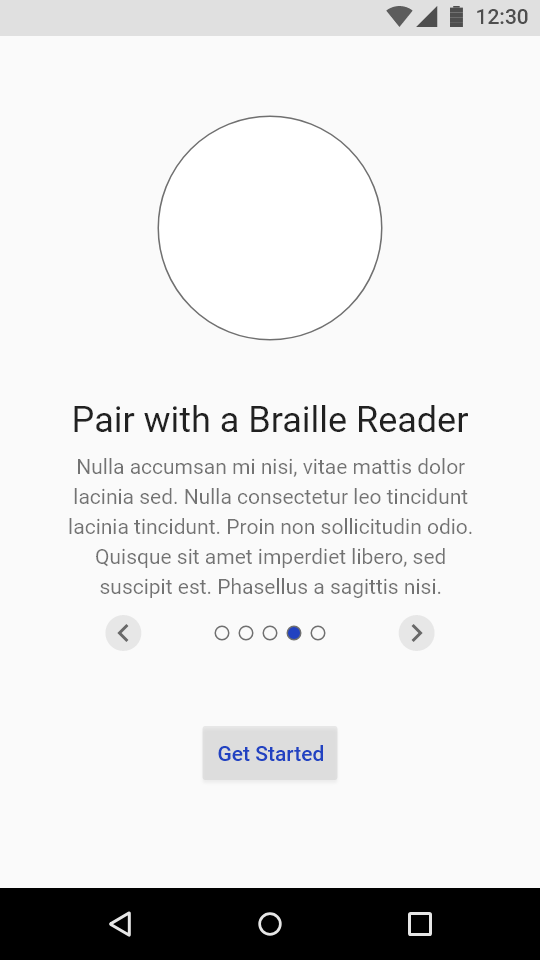 12:30
Pair with a Braille Reader
Nulla accumsan mi nisi, vitae mattis dolor
lacinia sed. Nulla consectetur leo tincidunt
lacinia tincidunt. Proin non sollicitudin odio.
Quisque sit amet imperdiet libero, sed
suscipit est. Phasellus a sagittis nisi.
Get Started